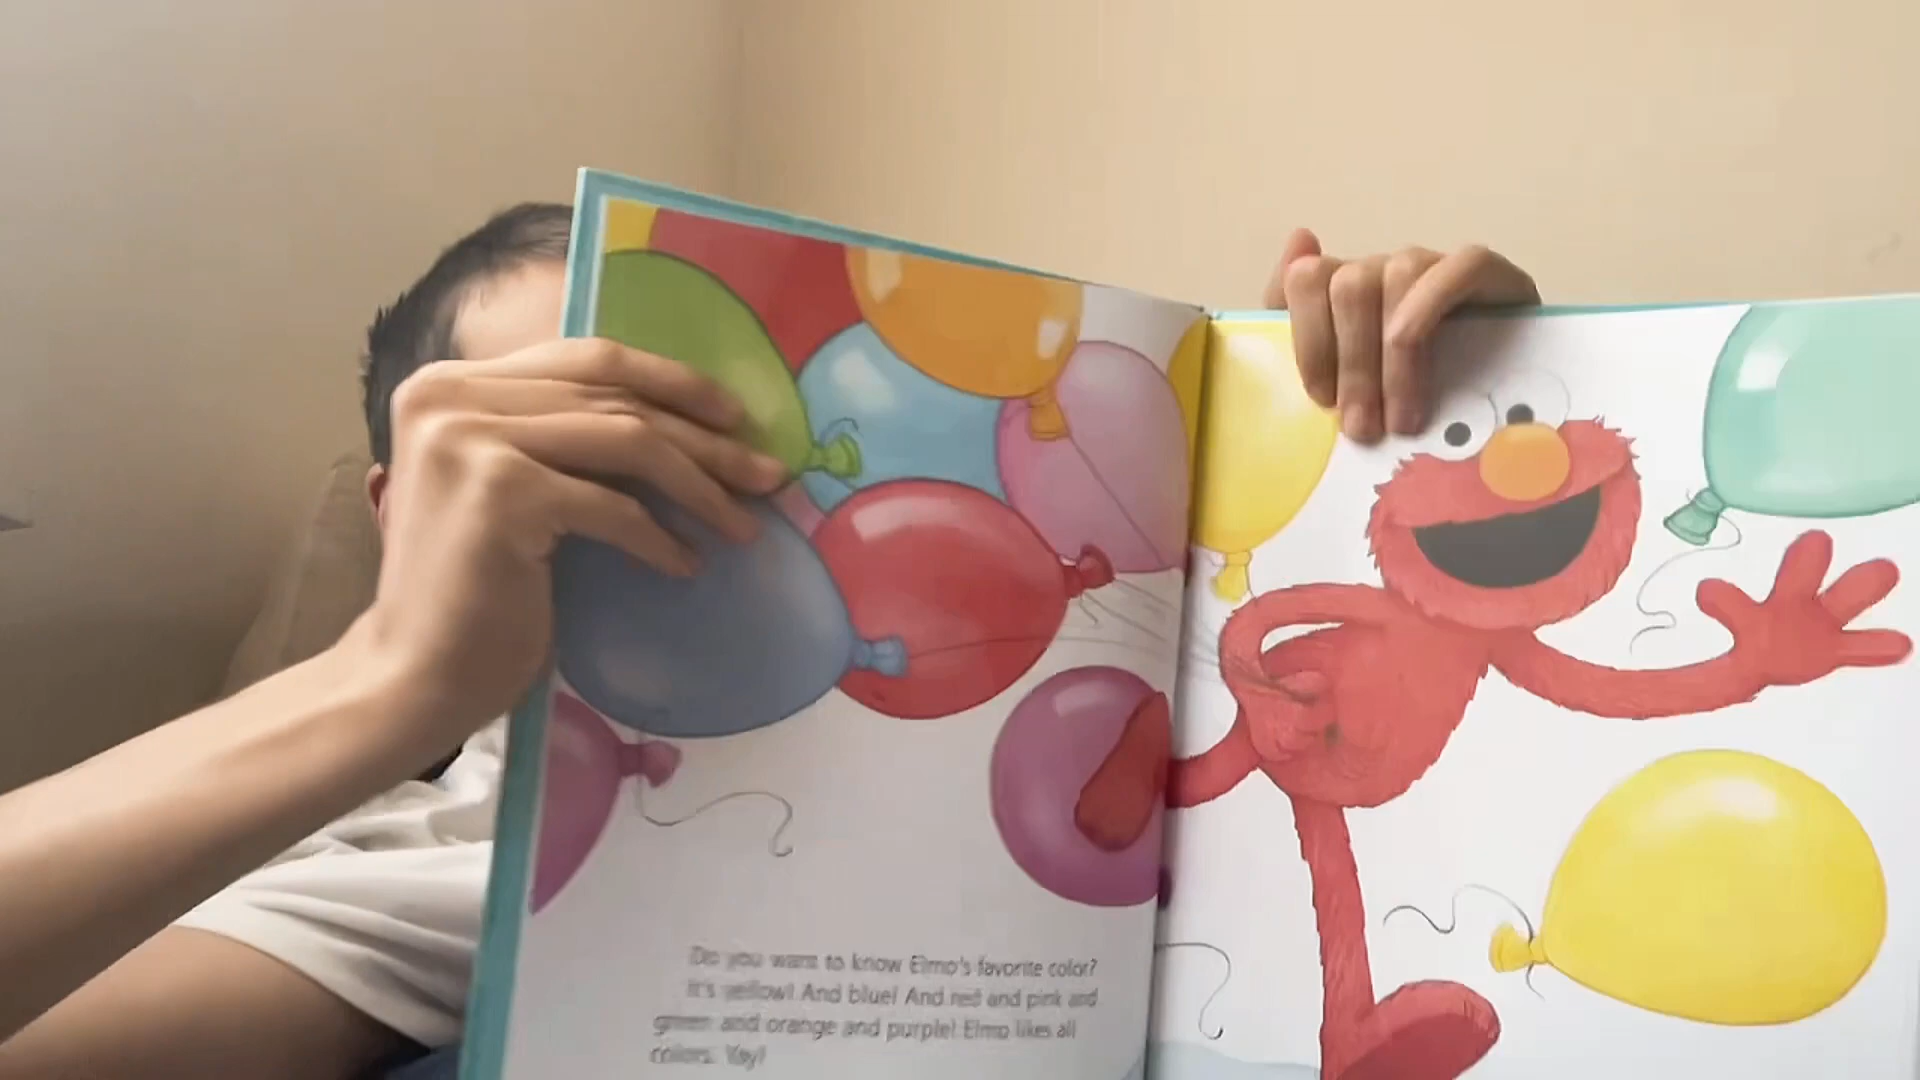 Do you want to know Elmo's favorite color?
It's yellow! And blue! And red and pink and
green and orange and purple! Elmo likes all
colors. Yay!